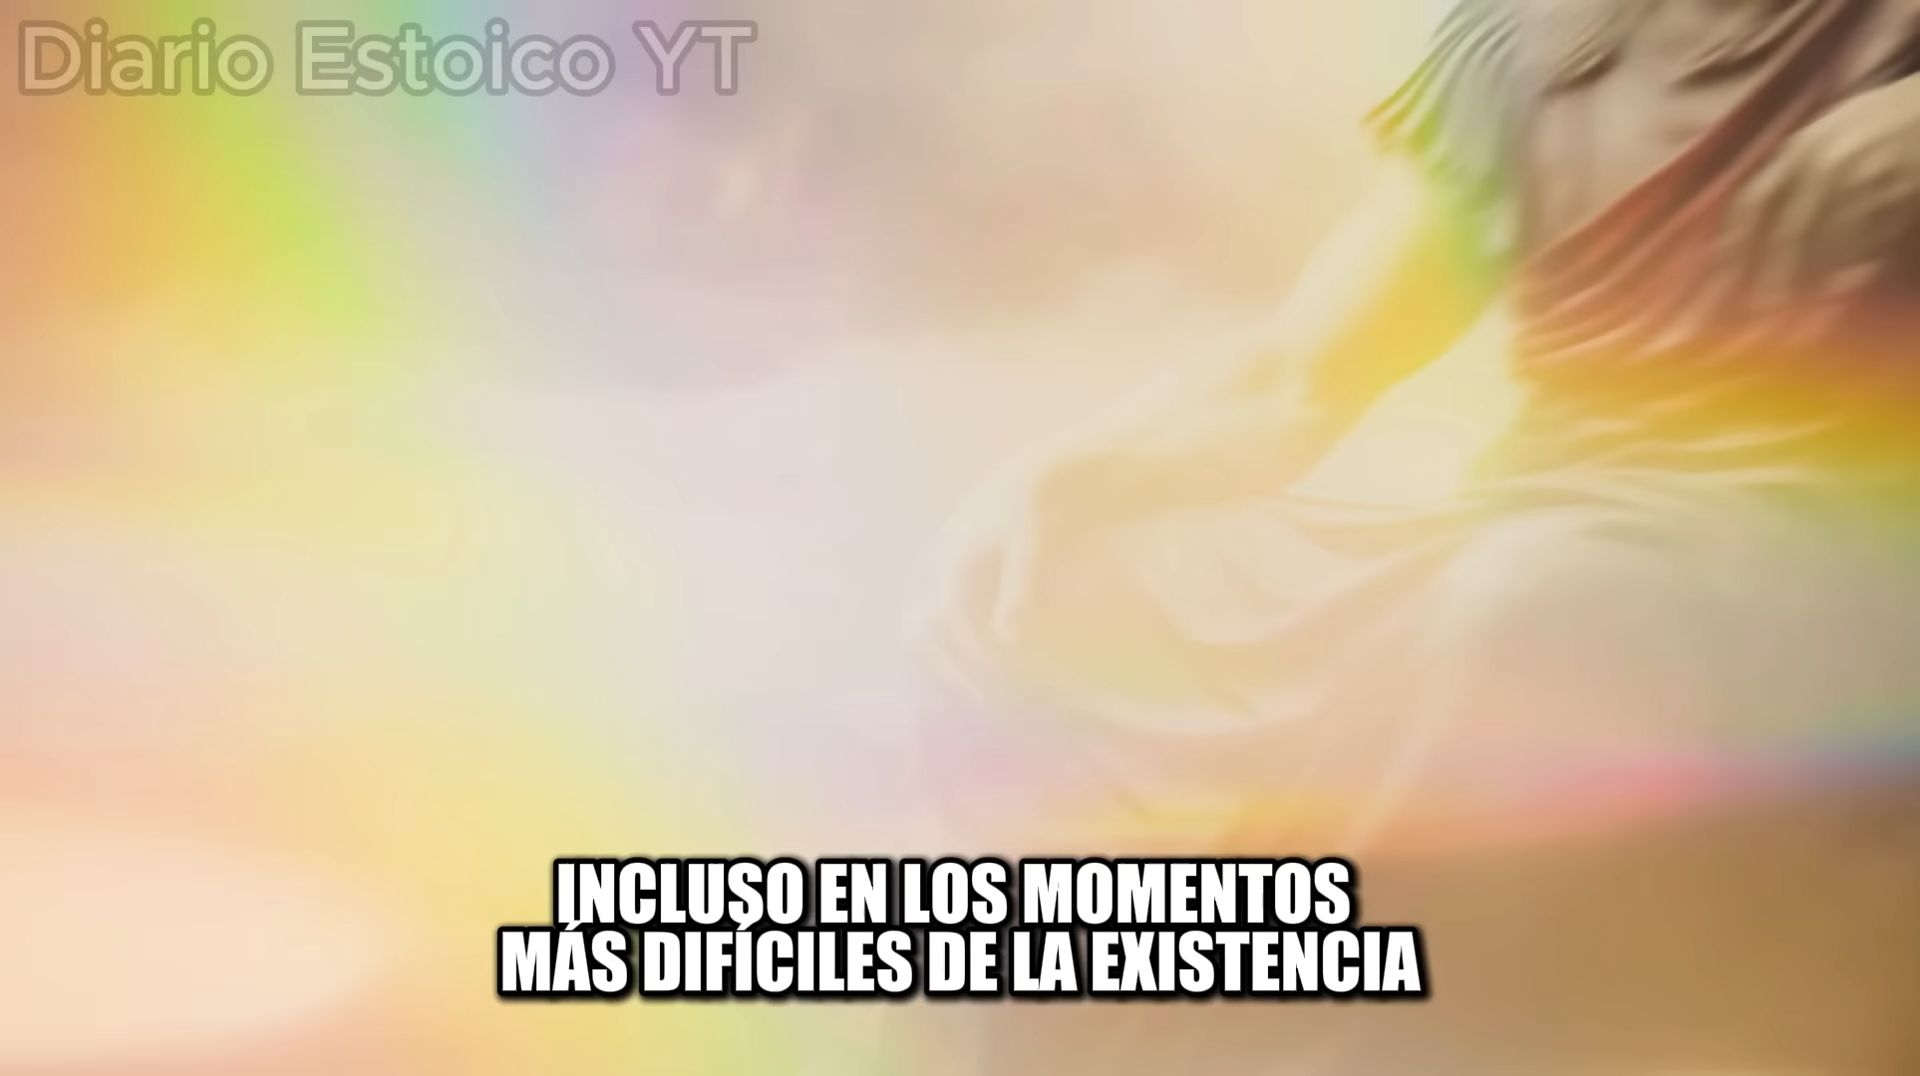 Diario Estoico YT
INCLUSO EN LOS MOMENTOS
MÁS DIFÍCILES DE LA EXISTENCIA